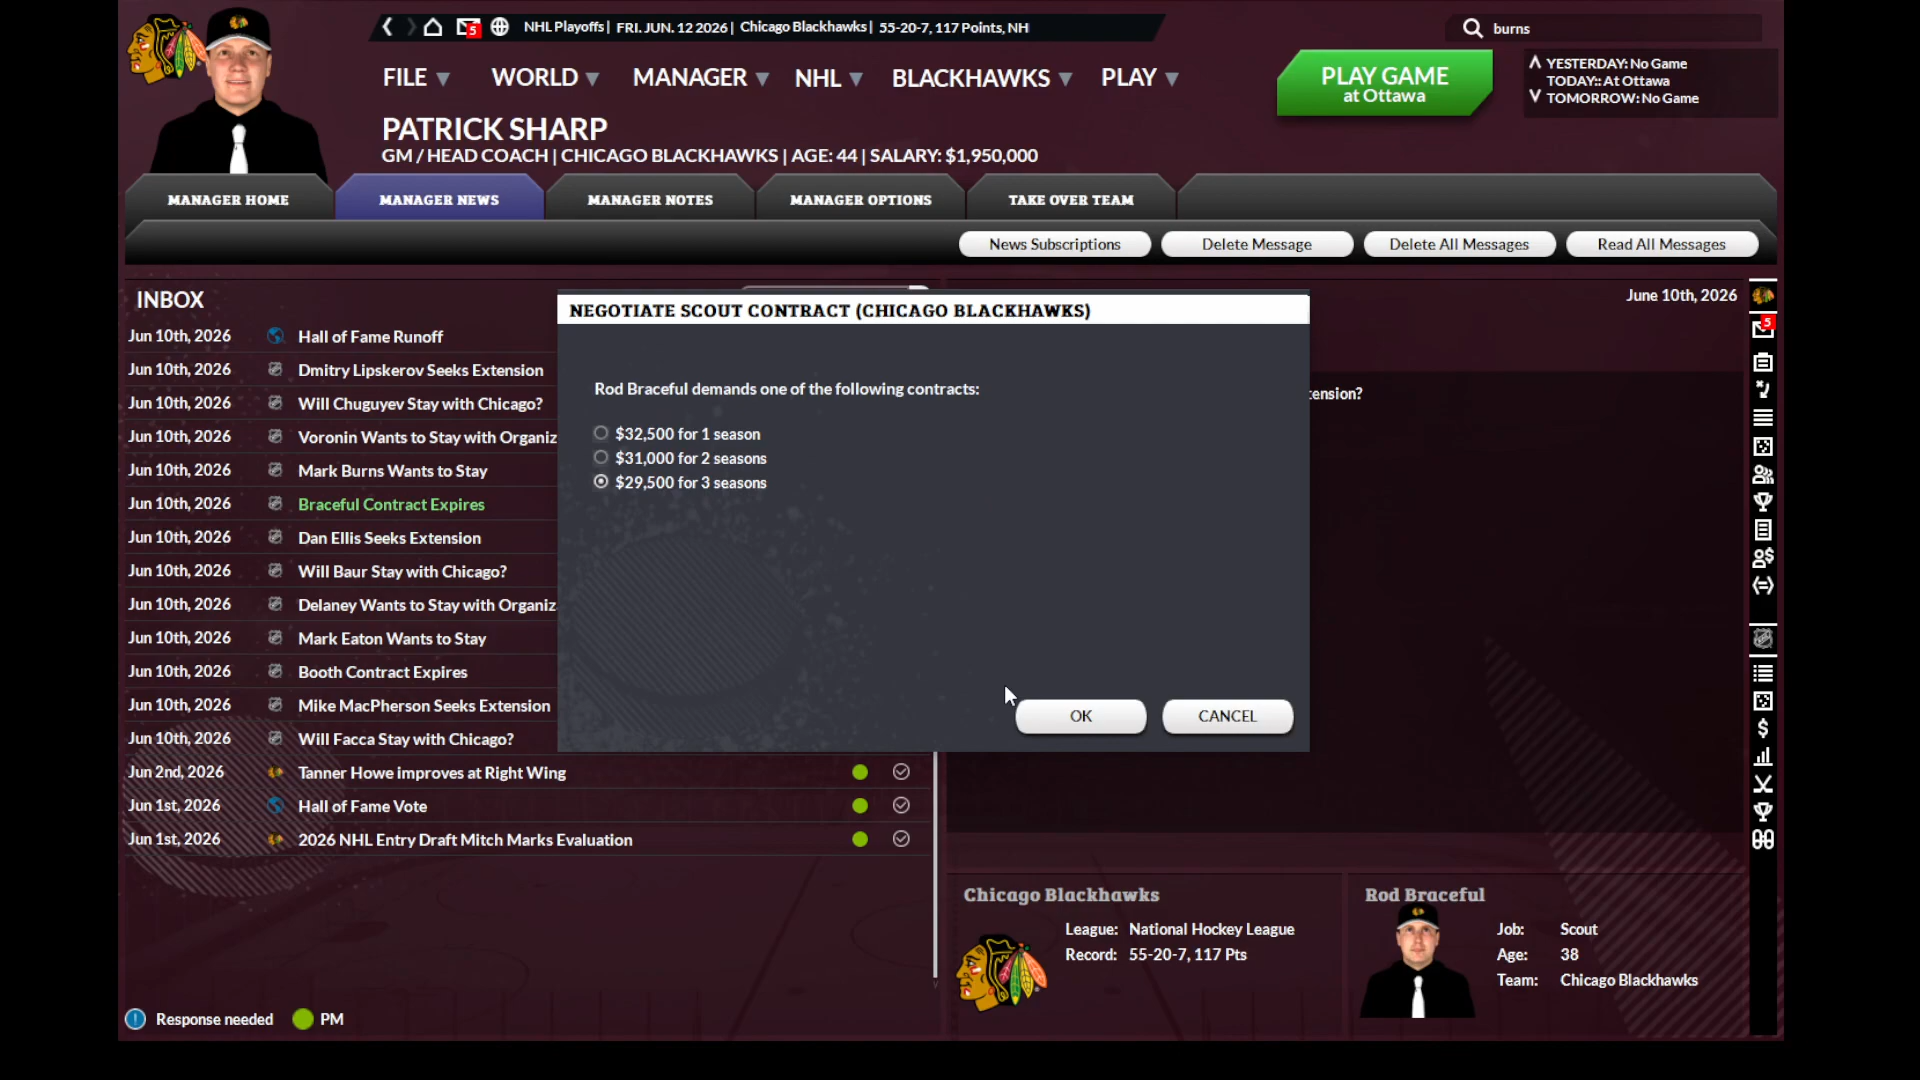 5
NHL Playoffs| FRI. JUN. 12 2026 | Chicago Blackhawks | 55-20-7, 117 Points, NH
burns
FILE WORLD MANAGER NHL BLACKHAWKS PLAY
PLAY GAME
at Ottawa
YESTERDAY: No Game
TODAY:: At Ottawa
TOMORROW: No Game
PATRICK SHARP
GM / HEAD COACH | CHICAGO BLACKHAWKS | AGE: 44 | SALARY: $1,950,000
MANAGER HOME MANAGER NEWS MANAGER NOTES MANAGER OPTIONS TAKE OVER TEAM
News Subscriptions Delete Message Delete All Messages Read All Messages
INBOX
June 10th, 2026
5
NEGOTIATE SCOUT CONTRACT (CHICAGO BLACKHAWKS)
Rod Braceful demands one of the following contracts:
$32,500 for 1 season
$31,000 for 2 seasons
$29,500 for 3 seasons
OK CANCEL
tension?
Jun 10th, 2026 Hall of Fame Runoff
Jun 10th, 2026 Dmitry Lipskerov Seeks Extension
Jun 10th, 2026 Will Chuguyev Stay with Chicago?
Jun 10th, 2026 Voronin Wants to Stay with Organiz
Jun 10th, 2026 Mark Burns Wants to Stay
Jun 10th, 2026 Braceful Contract Expires
Jun 10th, 2026 Dan Ellis Seeks Extension
Jun 10th, 2026 Will Baur Stay with Chicago?
Jun 10th, 2026 Delaney Wants to Stay with Organiz
Jun 10th, 2026 Mark Eaton Wants to Stay
Jun 10th, 2026 Booth Contract Expires
Jun 10th, 2026 Mike MacPherson Seeks Extension
Jun 10th, 2026 Will Facca Stay with Chicago?
Jun 2nd, 2026 Tanner Howe improves at Right Wing
Jun 1st, 2026 Hall of Fame Vote
Jun 1st, 2026 2026 NHL Entry Draft Mitch Marks Evaluation
Response needed PM
Chicago Blackhawks
League: National Hockey League
Record: 55-20-7, 117 Pts
Rod Braceful
Job: Scout
Age: 38
Team: Chicago Blackhawks